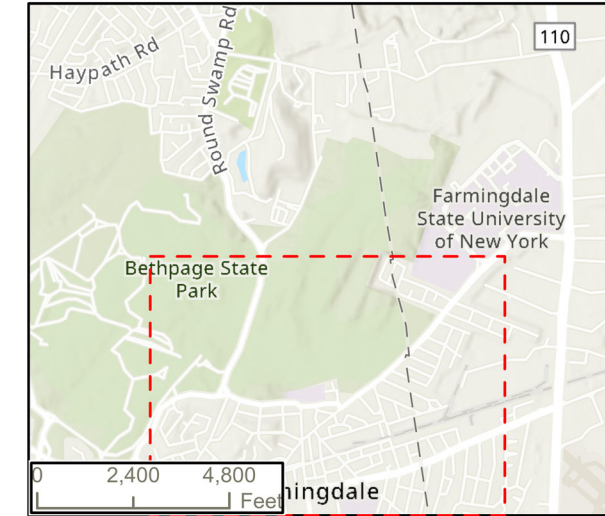 110
Haypath Rd
Round Swamp Rd
Farmingdale
State University
of New York
Bethpage State
Park
0 2,400 4,800
Feet
mingdale